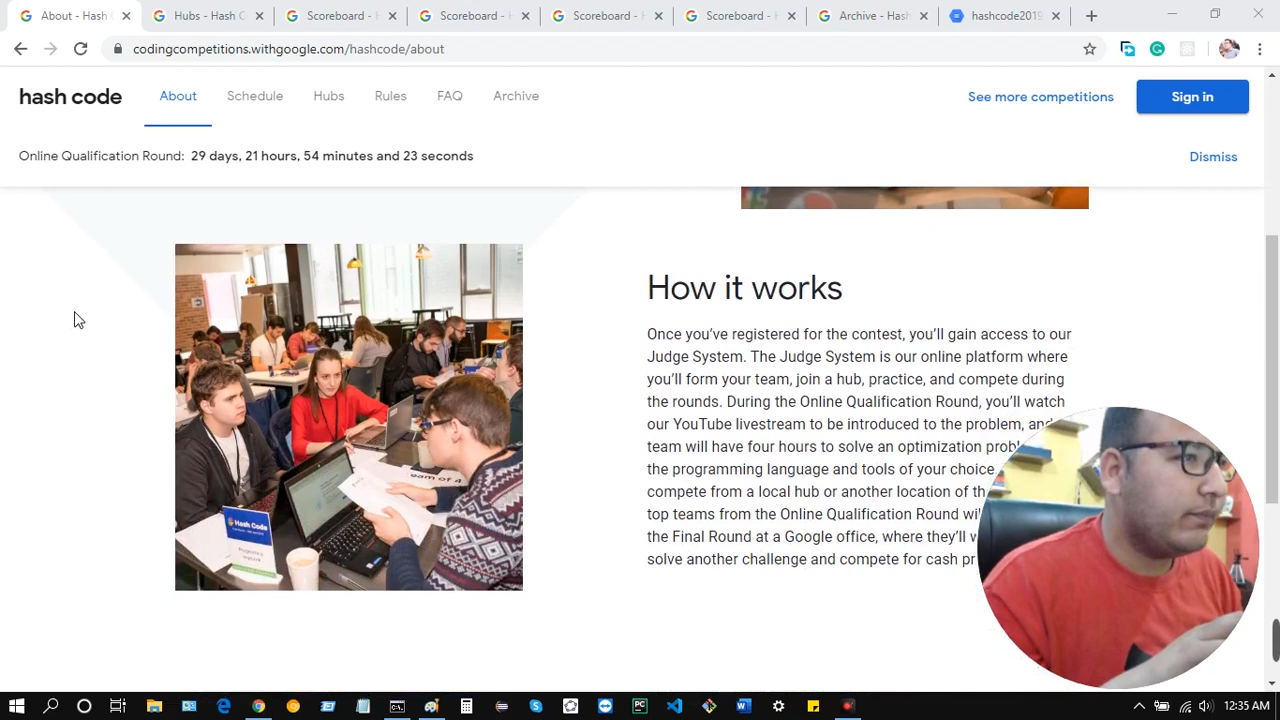 About - Hash C
Hubs - Hash C
Scoreboard - H
Scoreboard - H
Scoreboard - H
Scoreboard - H
Archive - Hash
hashcode2019
codingcompetitions.withgoogle.com/hashcode/about
hash code
About
Schedule
Hubs
Rules
FAQ
Archive
See more competitions
Sign in
Online Qualification Round: 29 days, 21 hours, 54 minutes and 23 seconds
Dismiss
How it works
Once you’ve registered for the contest, you’ll gain access to our
Judge System. The Judge System is our online platform where
you’ll form your team, join a hub, practice, and compete during
the rounds. During the Online Qualification Round, you’ll watch
our YouTube livestream to be introduced to the problem, and
team will have four hours to solve an optimization prob
the programming language and tools of your choice
compete from a local hub or another location of th
top teams from the Online Qualification Round wi
the Final Round at a Google office, where they’ll w
solve another challenge and compete for cash pr
eam of 4
Hash Code
12:35 AM